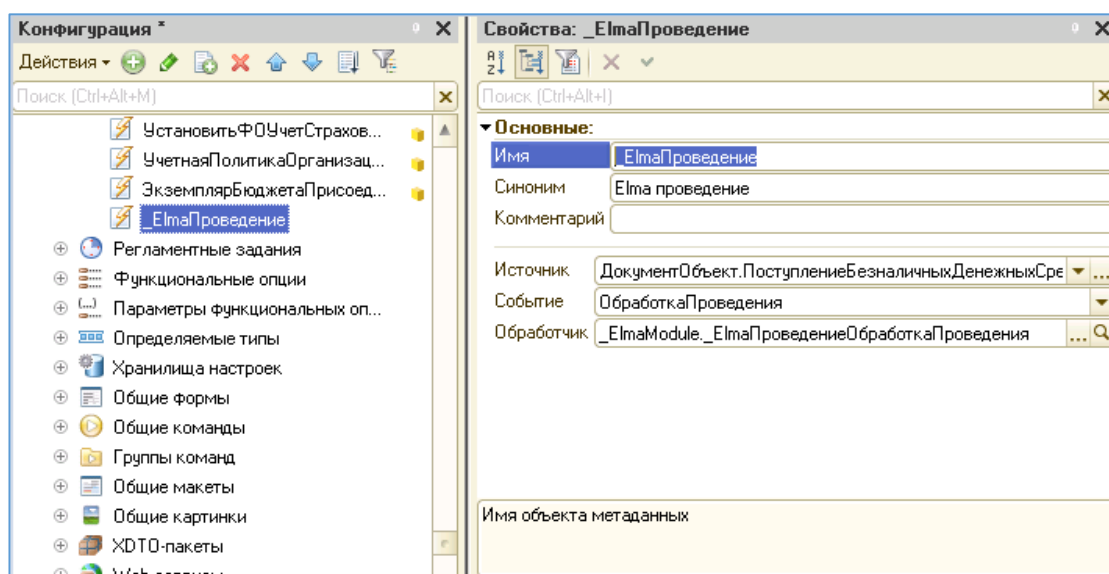 Конфигурация *
Действия
Поиск (Ctrl+Alt+M)
УстановитьФОУчетСтрахов...
УчетнаяПолитикаОрганизац...
ЭкземплярБюджетаПрисоед...
_ElmaПроведение
Регламентные задания
Функциональные опции
Параметры функциональных оп...
Определяемые типы
Хранилища настроек
Общие формы
Общие команды
Группы команд
Общие макеты
Общие картинки
XDTO-пакеты
Свойства: _ElmaПроведение
Поиск (Ctrl+Alt+I)
Основные:
Имя _ElmaПроведение
Синоним Elma проведение
Комментарий
Источник ДокументОбъект.ПоступлениеБезналичныхДенежныхСре
Событие ОбработкаПроведения
Обработчик _ElmaModule._ElmaПроведениеОбработкаПроведения
Имя объекта метаданных